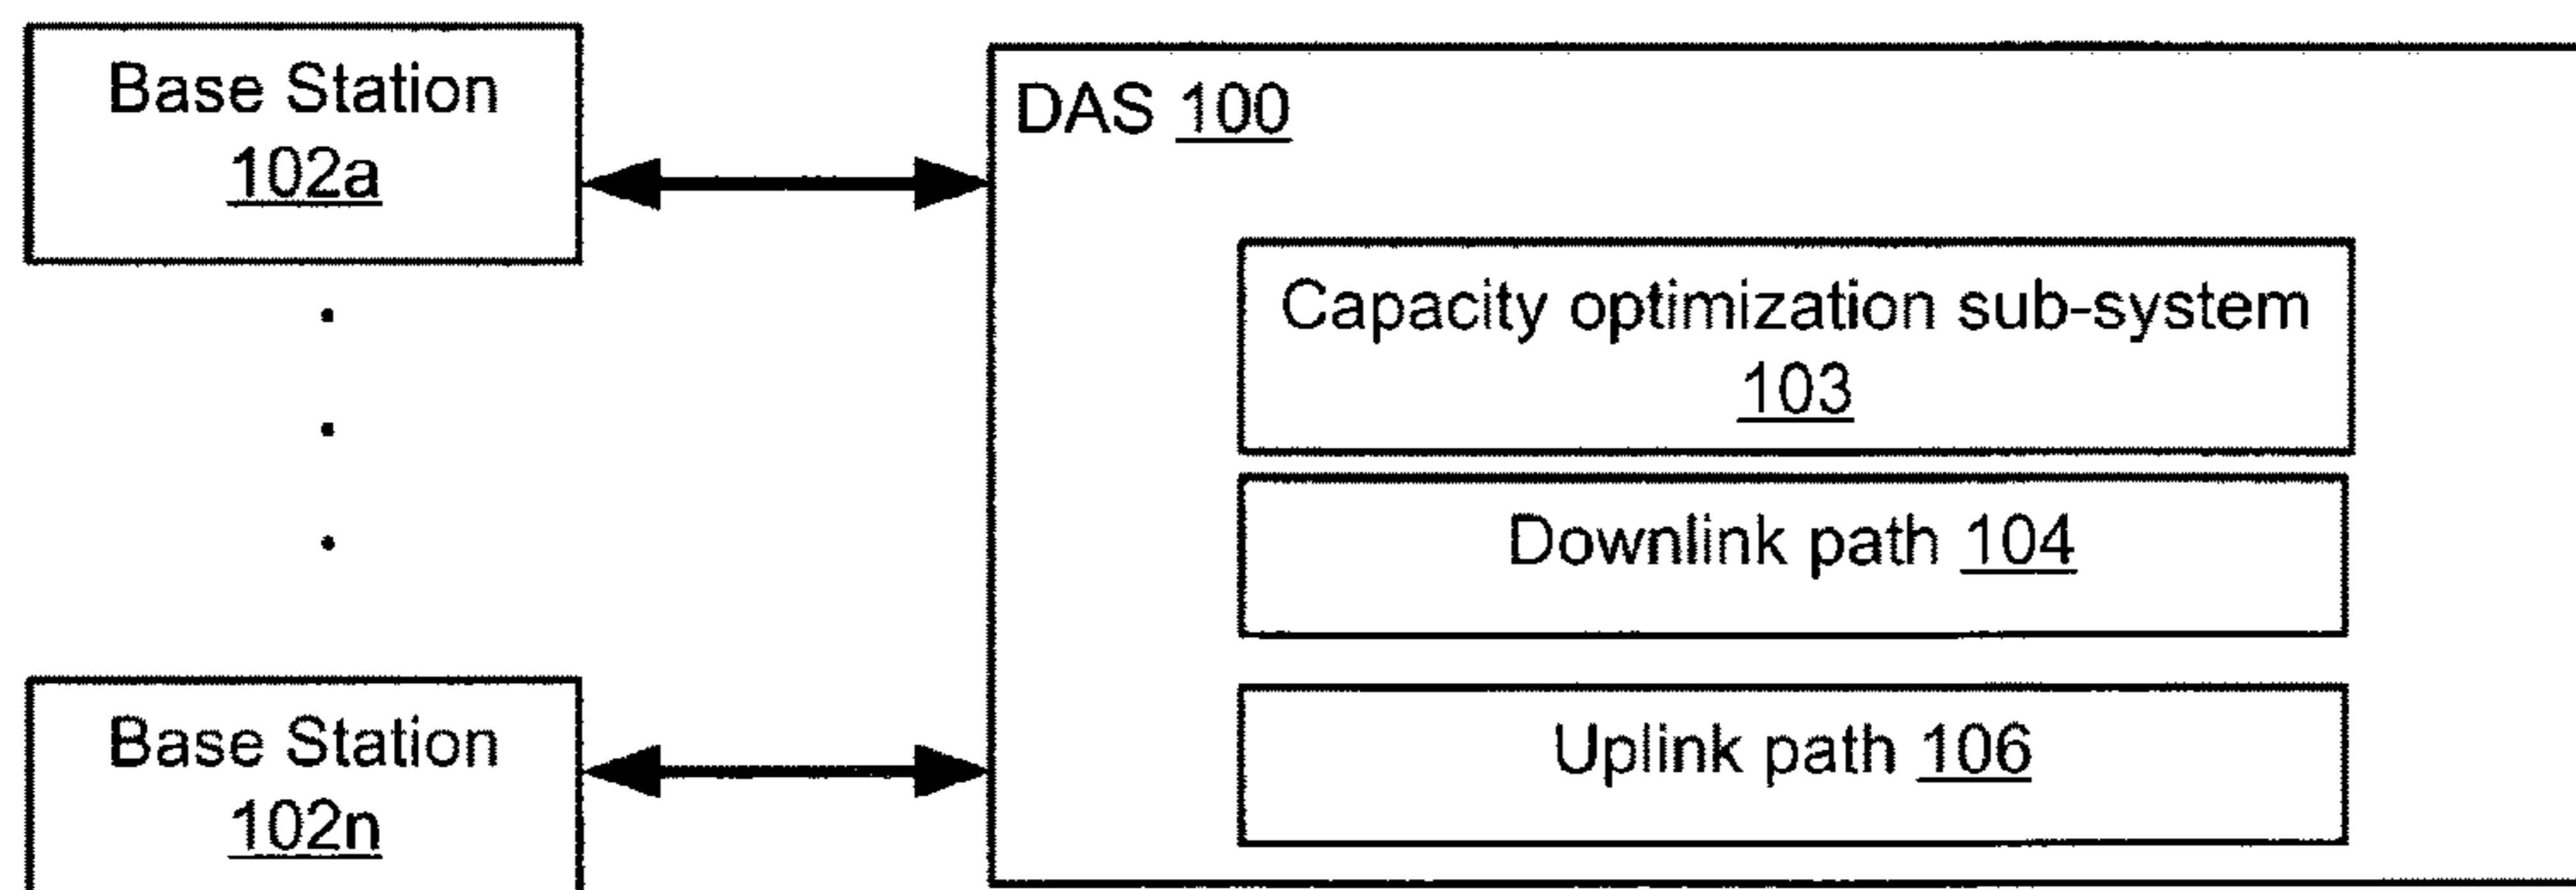 Base Station
102a
DAS 100
Capacity optimization sub-system
103
Downlink path 104
Uplink path 106
Base Station
102n